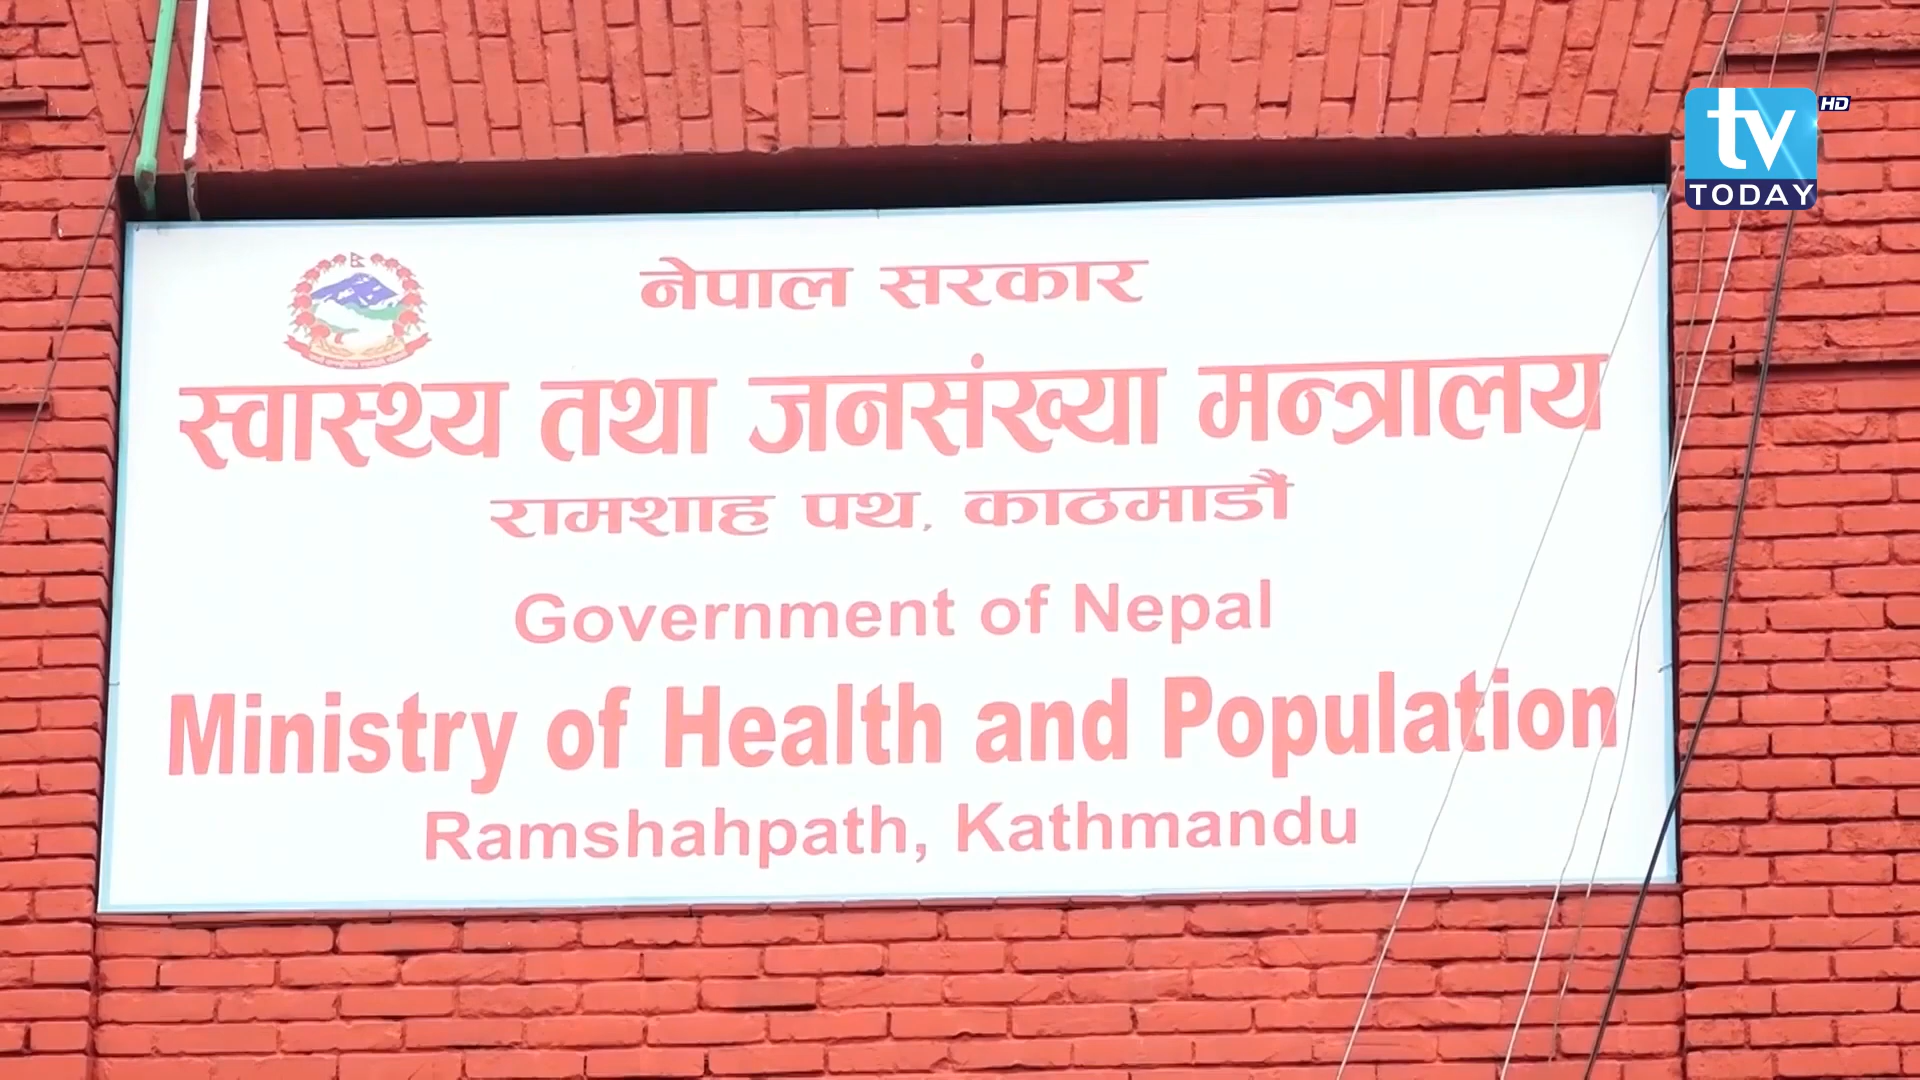 tv HD
TODAY
नेपाल सरकार
स्वास्थ्य तथा जनसंख्या मन्त्रालय
रामशाह पथ, काठमाडौं
Government of Nepal
Ministry of Health and Population
Ramshahpath, Kathmandu